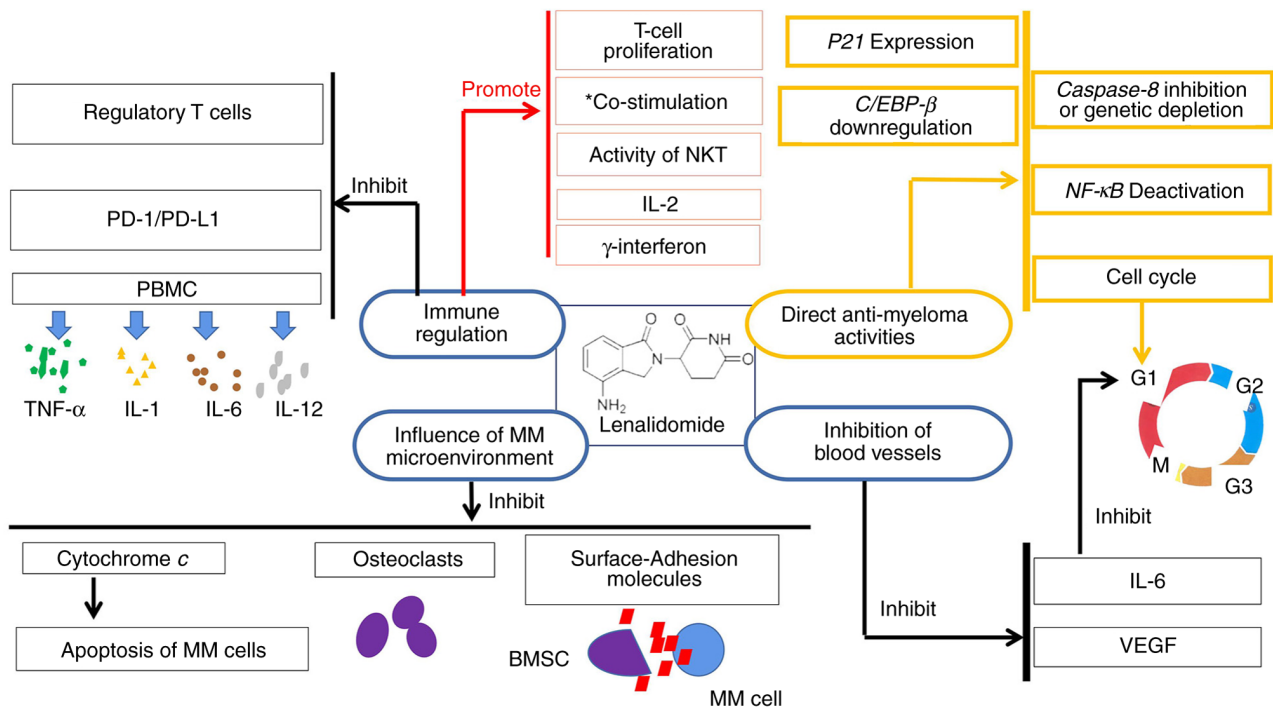 Regulatory T cells
PD-1/PD-L1
PBMC
TNF-α
IL-1
IL-6
IL-12
Inhibit
Promote
T-cell
proliferation
*Co-stimulation
Activity of NKT
IL-2
γ-interferon
P21 Expression
C/EBP-β
downregulation
Caspase-8 inhibition
or genetic depletion
NF-κB Deactivation
Cell cycle
Immune
regulation
Direct anti-myeloma
activities
O
O
NH
N
O
NH₂
Lenalidomide
Influence of MM
microenvironment
Inhibition of
blood vessels
G1
G2
M
G3
Inhibit
Inhibit
Inhibit
Cytochrome c
Apoptosis of MM cells
Osteoclasts
Surface-Adhesion
molecules
BMSC
MM cell
IL-6
VEGF